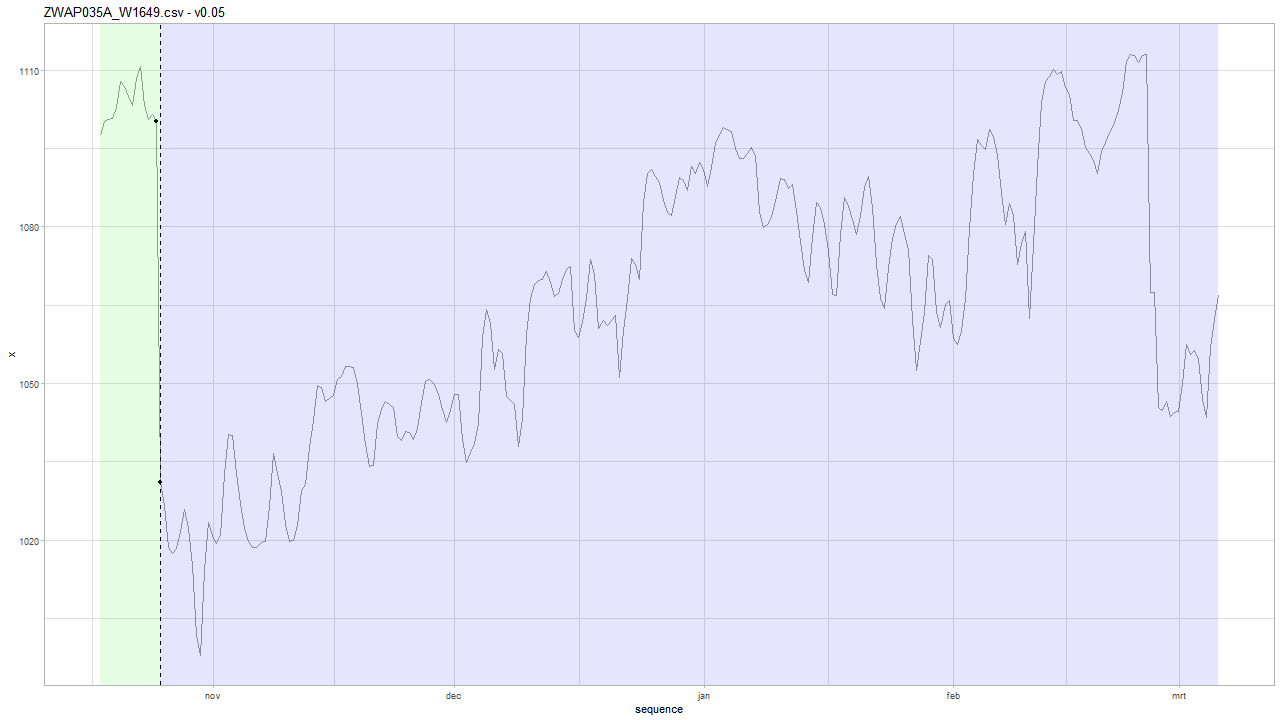 ZWAP035A_W1649.csv - v0.05
1110
1080
1050
1020
x
nov
dec
jan
feb
mrt
sequence